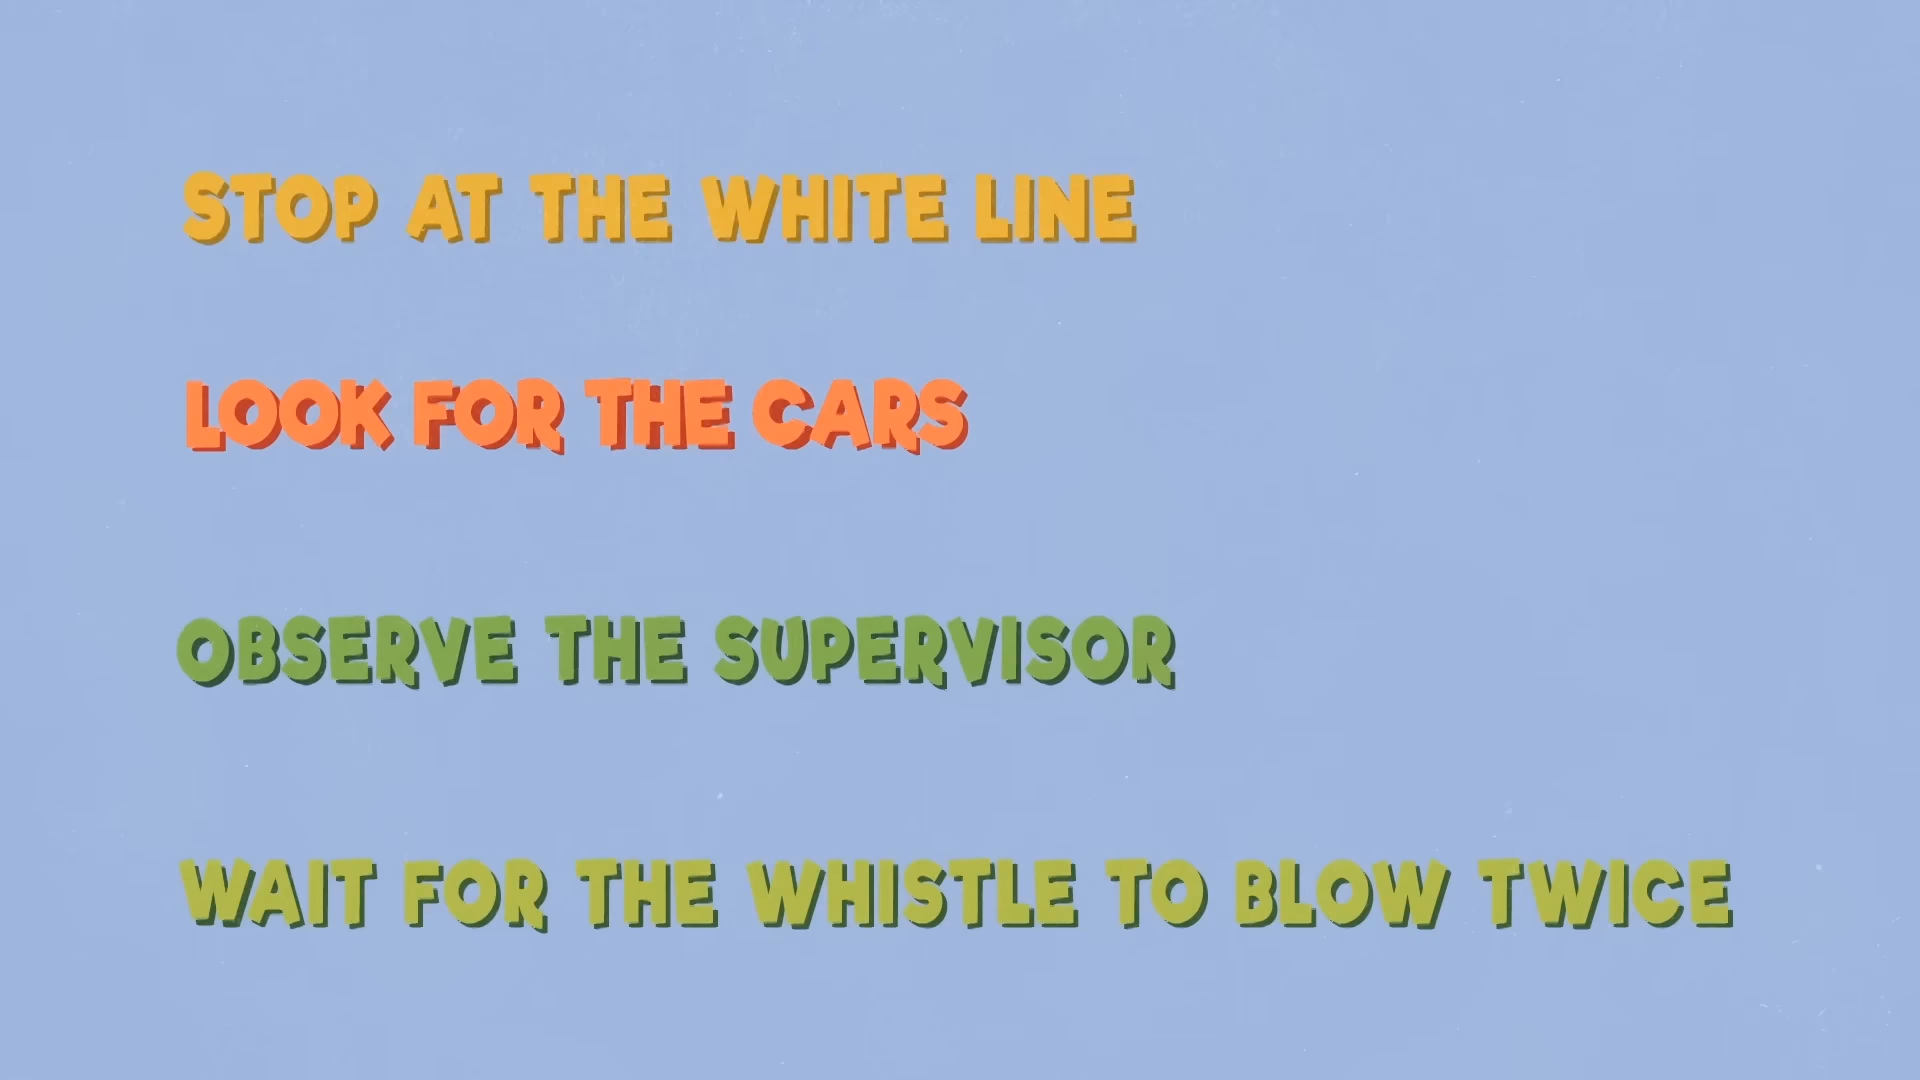 STOP AT THE WHITE LINE
LOOK FOR THE CARS
OBSERVE THE SUPERVISOR
WAIT FOR THE WHISTLE TO BLOW TWICE